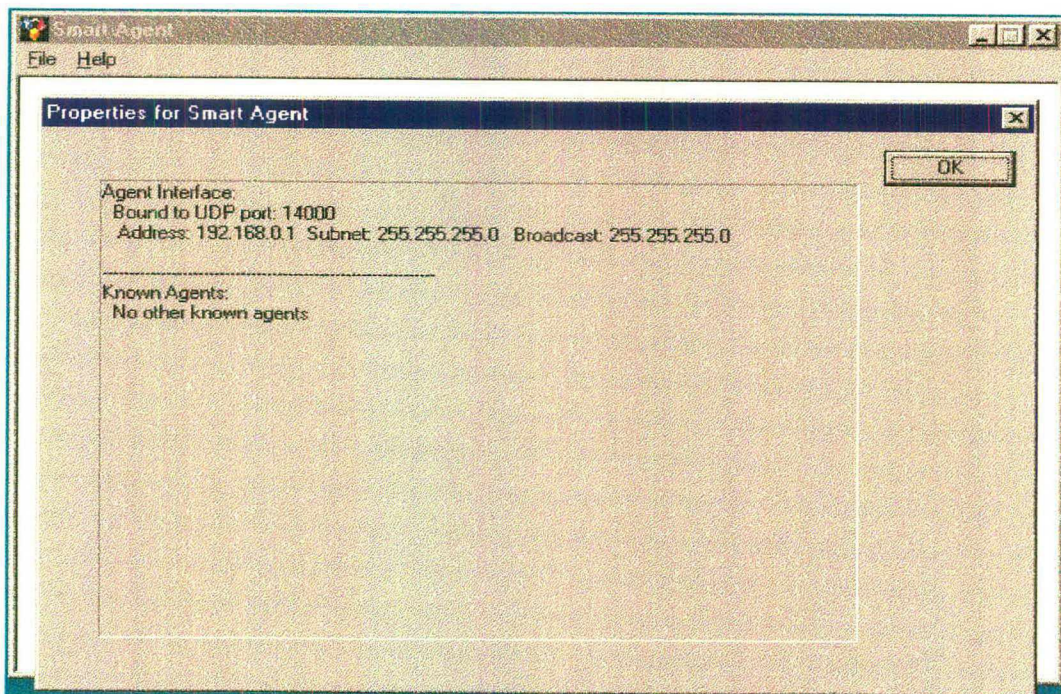 Smart Agent
File Help
Properties for Smart Agent
OK
Agent Interface:
Bound to UDP port: 14000
Address: 192.168.0.1 Subnet: 255.255.255.0 Broadcast: 255.255.255.0
--------------------------------------------------
Known Agents:
No other known agents